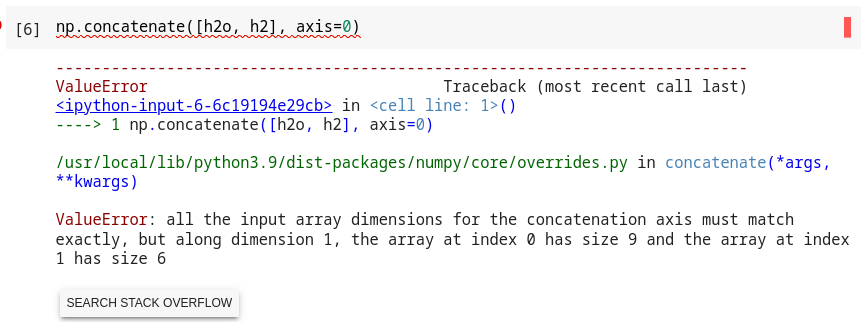 [6] np.concatenate([h2o, h2], axis=0)
---------------------------------------------------------------------------
ValueError                                Traceback (most recent call last)
<ipython-input-6-6c19194e29cb> in <cell line: 1>()
----> 1 np.concatenate([h2o, h2], axis=0)
/usr/local/lib/python3.9/dist-packages/numpy/core/overrides.py in concatenate(*args,
**kwargs)
ValueError: all the input array dimensions for the concatenation axis must match
exactly, but along dimension 1, the array at index 0 has size 9 and the array at index
1 has size 6
SEARCH STACK OVERFLOW